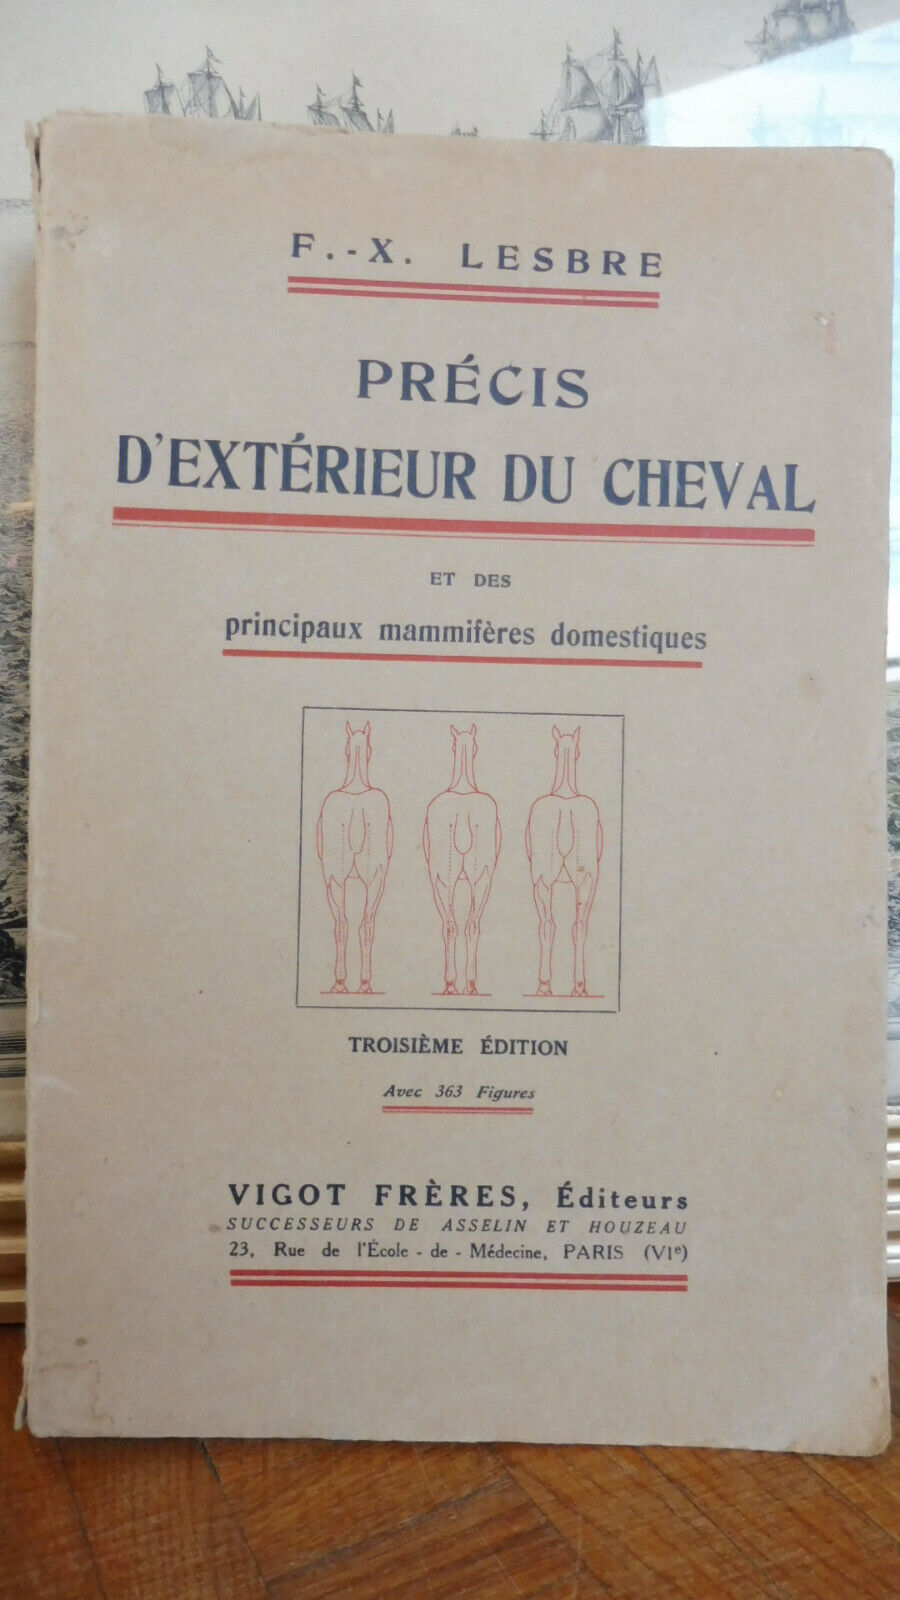 F.-X. LESBRE
PRÉCIS
D'EXTÉRIEUR DU CHEVAL
ET DES
principaux mammifères domestiques
TROISIÈME ÉDITION
Avec 363 Figures
VIGOT FRÈRES, Éditeurs
SUCCESSEURS DE ASSELIN ET HOUZEAU
23, Rue de l'École - de - Médecine, PARIS (VIe)